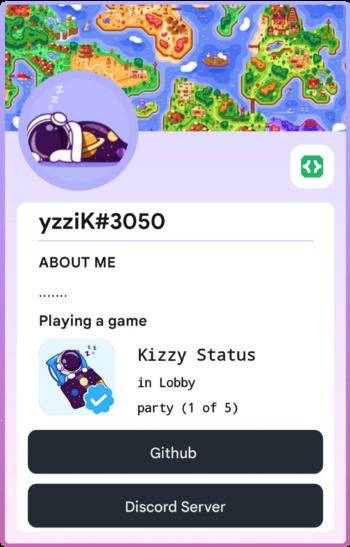 z
z
z
yzziK#3050
ABOUT ME
.......
Playing a game
z z
z
Kizzy Status
in Lobby
party (1 of 5)
Github
Discord Server